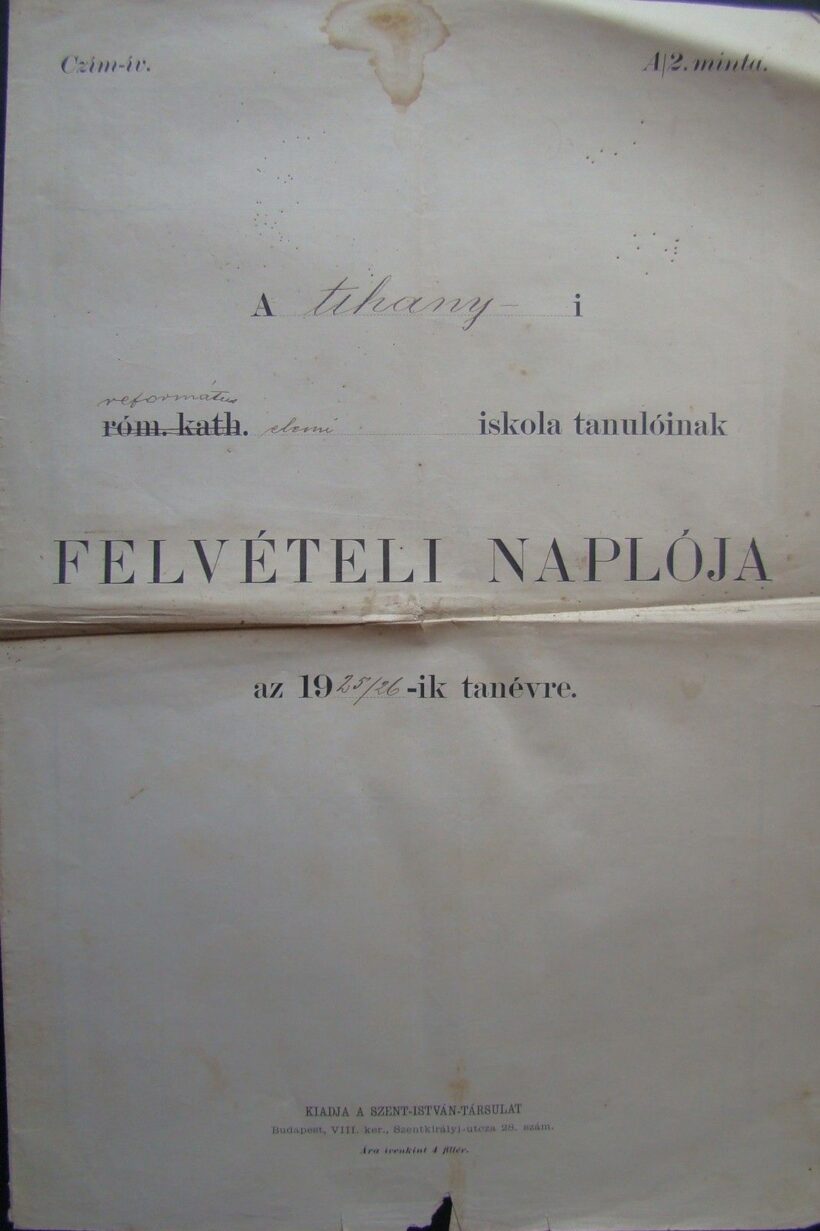 Czím-ív. A/2. minta.
A tihany- i
református
róm. kath. elemi iskola tanulóinak
FELVÉTELI NAPLÓJA
az 1925/26-ik tanévre.
KIADJA A SZENT-ISTVÁN-TÁRSULAT
Budapest, VIII. ker., Szentkirályi-utcza 28. szám.
Ára ivenkint 4 fillér.